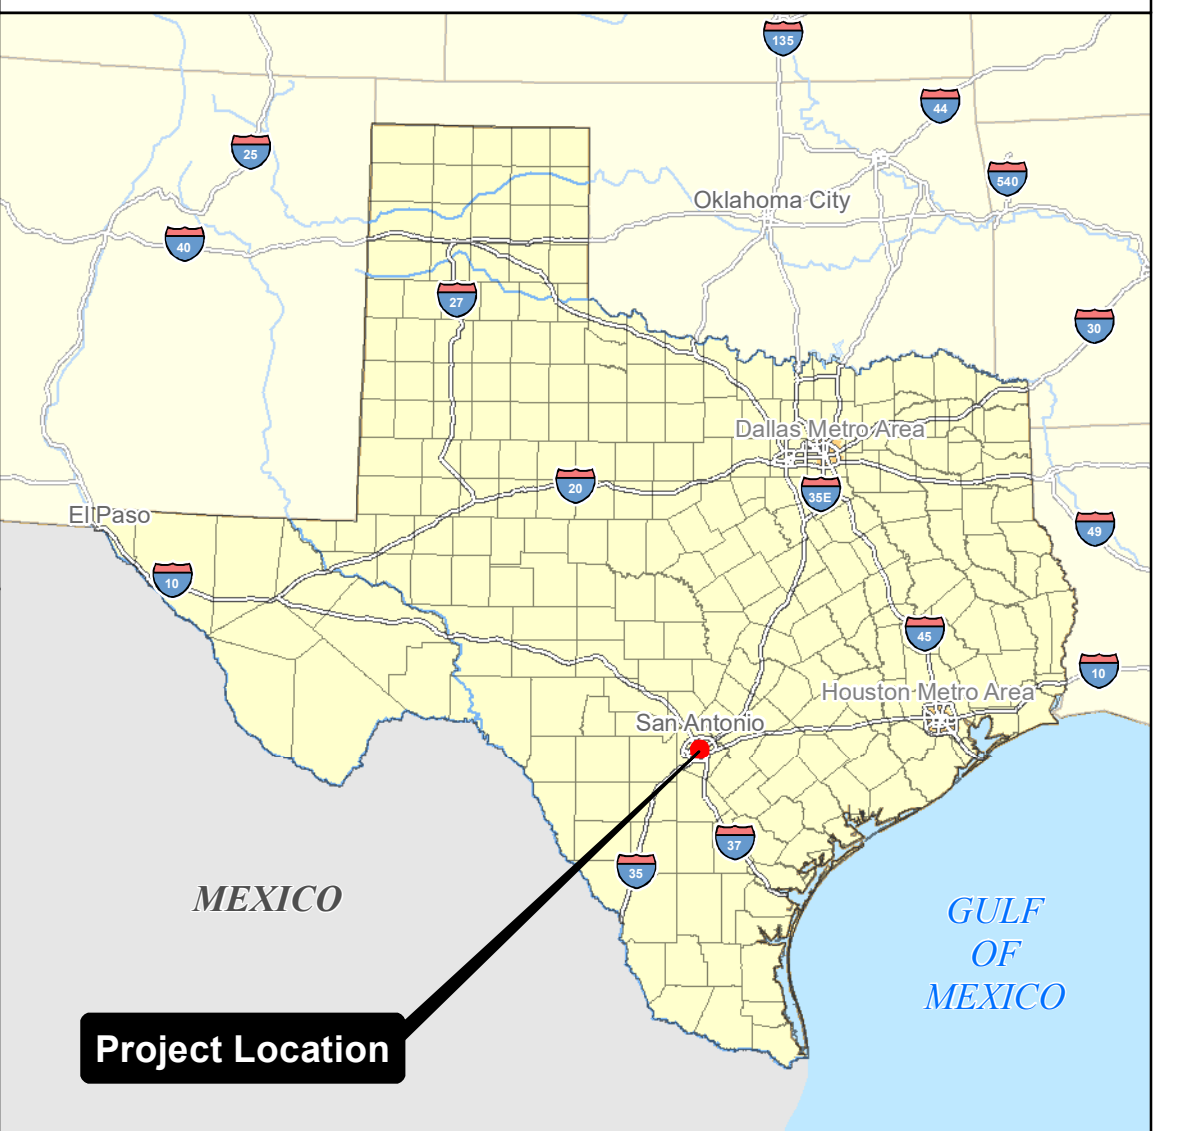 135
44
25
540
Oklahoma City
40
27
30
Dallas Metro Area
20
35E
El Paso
49
10
45
10
Houston Metro Area
San Antonio
37
35
MEXICO
GULF
OF
MEXICO
Project Location